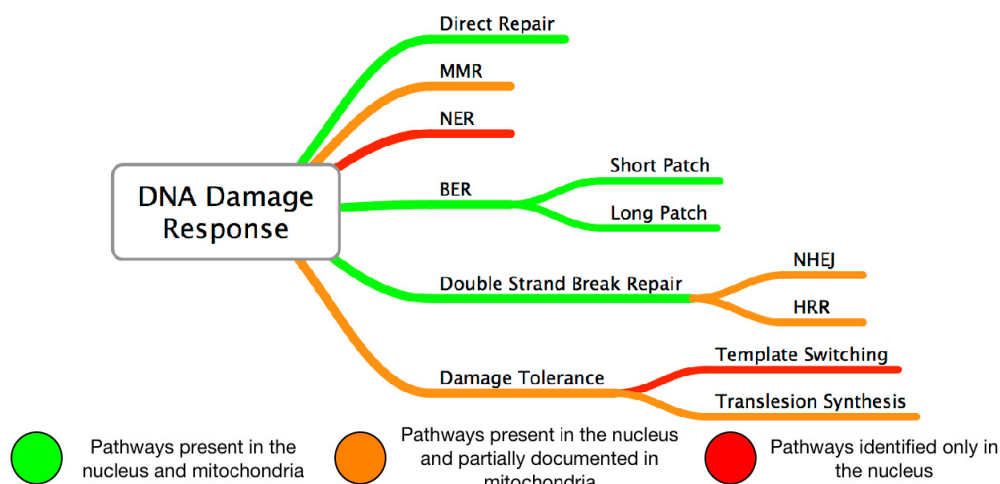 Direct Repair
MMR
NER
DNA Damage
Response
BER
Short Patch
Long Patch
Double Strand Break Repair
NHEJ
HRR
Damage Tolerance
Template Switching
Translesion Synthesis
Pathways present in the
nucleus and mitochondria
Pathways present in the nucleus
and partially documented in
mitochondria
Pathways identified only in
the nucleus